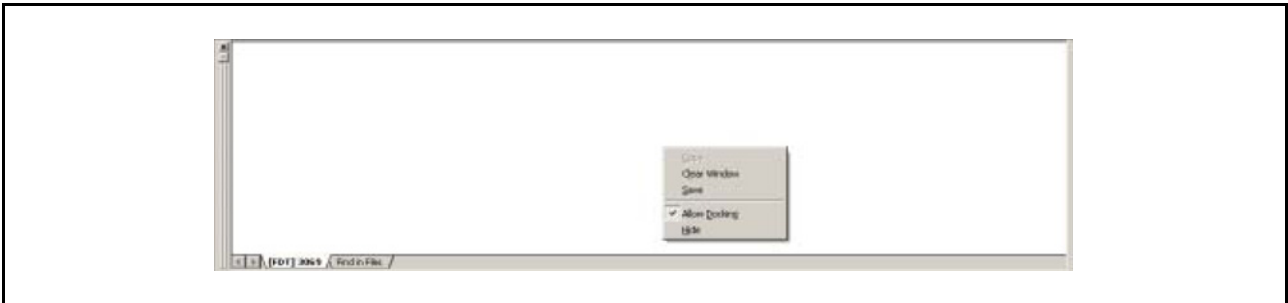 Copy
Clear Window
Save
Allow Docking
Hide
[FDT] 3069
Find in Files